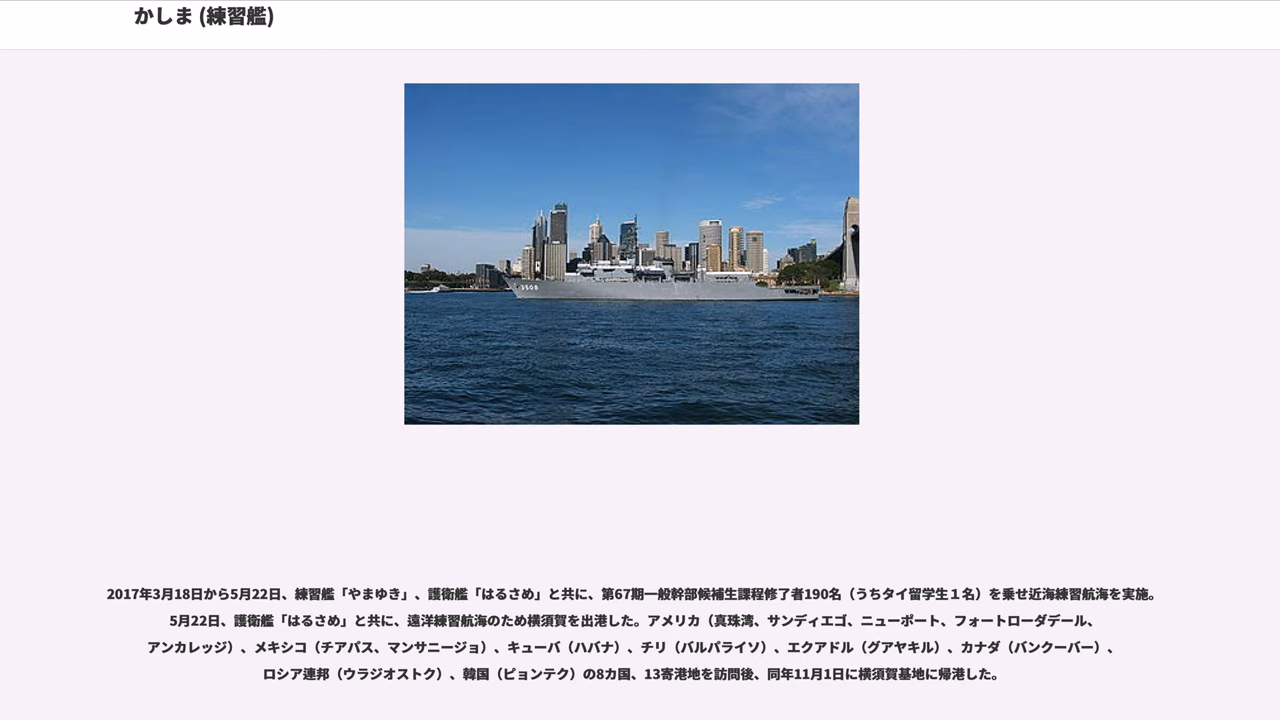 かしま (練習艦)
3508
2017年3月18日から5月22日、練習艦「やまゆき」、護衛艦「はるさめ」と共に、第67期一般幹部候補生課程修了者190名（うちタイ留学生１名）を乗せ近海練習航海を実施。
5月22日、護衛艦「はるさめ」と共に、遠洋練習航海のため横須賀を出港した。アメリカ（真珠湾、サンディエゴ、ニューポート、フォートローダデール、
アンカレッジ）、メキシコ（チアパス、マンサニージョ）、キューバ（ハバナ）、チリ（バルパライソ）、エクアドル（グアヤキル）、カナダ（バンクーバー）、
ロシア連邦（ウラジオストク）、韓国（ピョンテク）の8カ国、13寄港地を訪問後、同年11月1日に横須賀基地に帰港した。